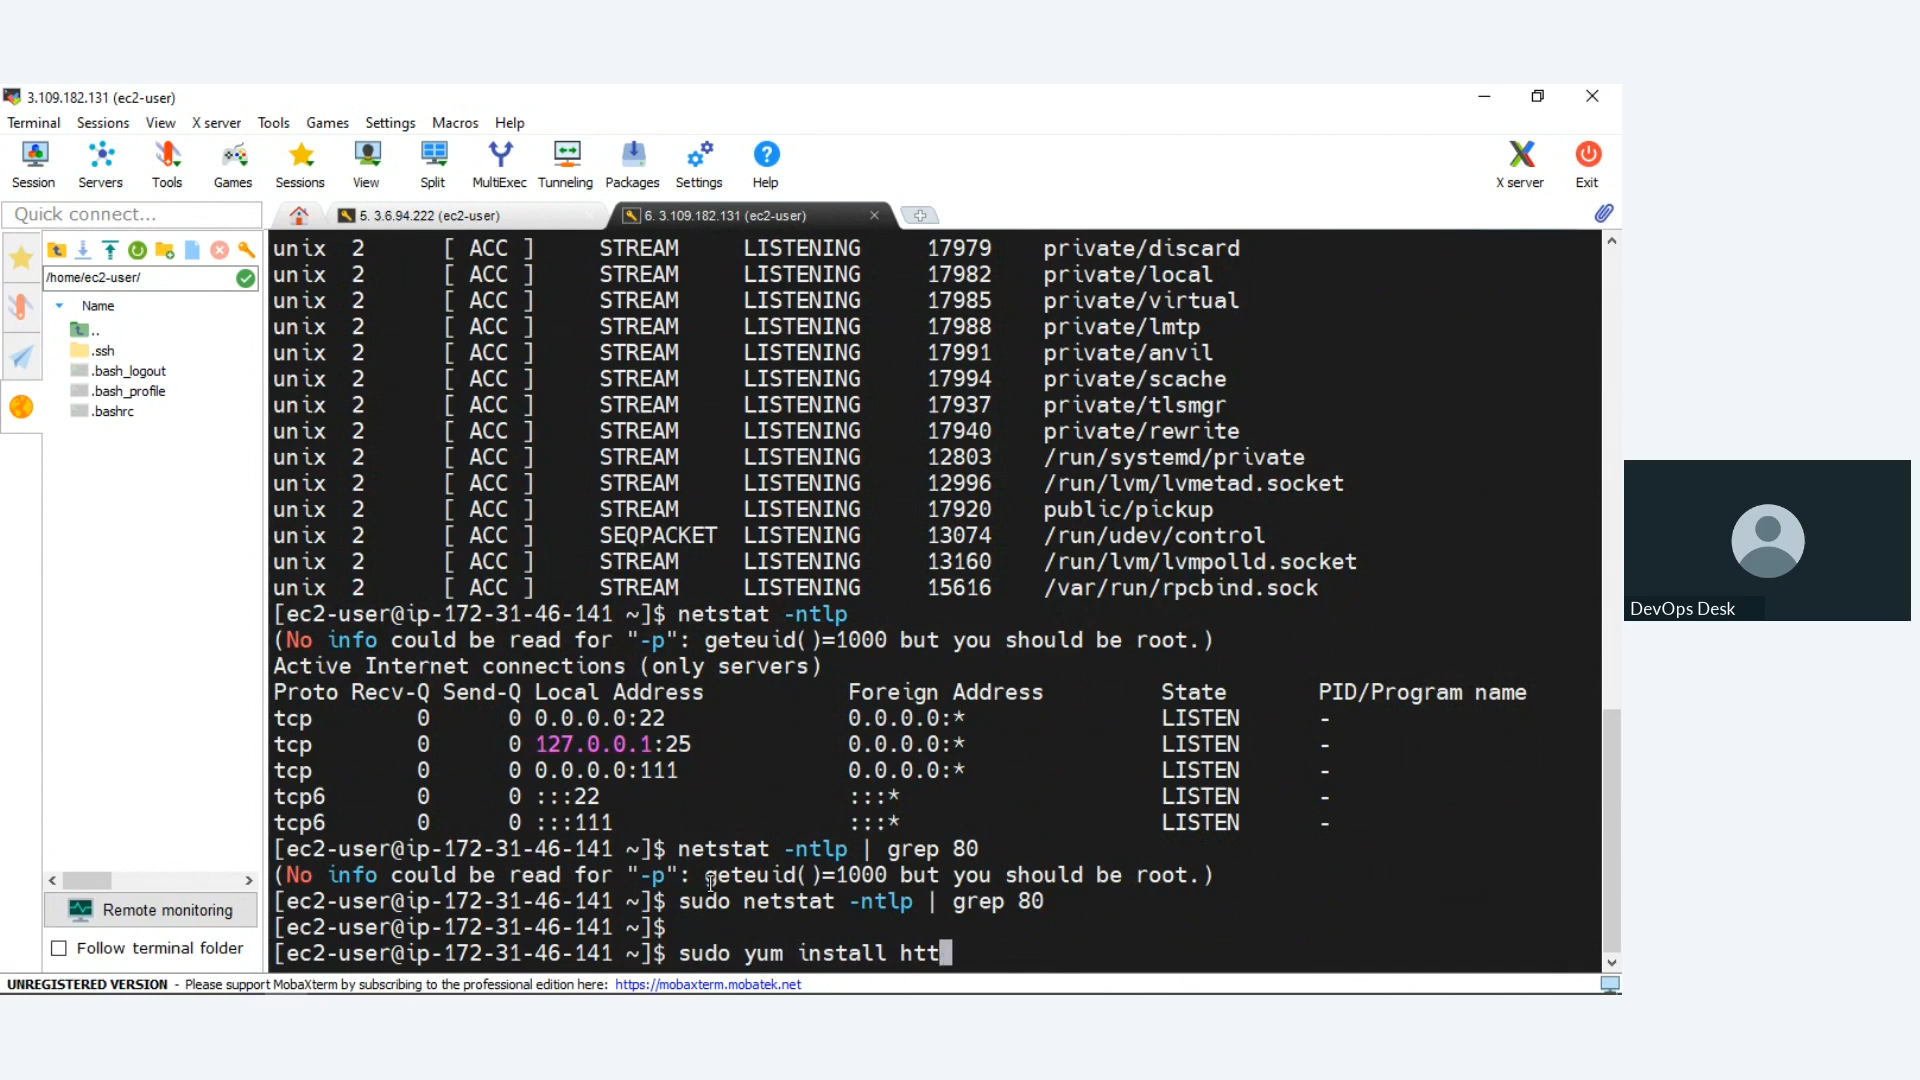 3.109.182.131 (ec2-user)
Terminal Sessions View X server Tools Games Settings Macros Help
Session Servers Tools Games Sessions View Split MultiExec Tunneling Packages Settings Help X server Exit
Quick connect...
5. 3.6.94.222 (ec2-user)
6. 3.109.182.131 (ec2-user)
/home/ec2-user/
Name
..
.ssh
.bash_logout
.bash_profile
.bashrc
Remote monitoring
Follow terminal folder
unix 2 [ ACC ] STREAM LISTENING 17979 private/discard
unix 2 [ ACC ] STREAM LISTENING 17982 private/local
unix 2 [ ACC ] STREAM LISTENING 17985 private/virtual
unix 2 [ ACC ] STREAM LISTENING 17988 private/lmtp
unix 2 [ ACC ] STREAM LISTENING 17991 private/anvil
unix 2 [ ACC ] STREAM LISTENING 17994 private/scache
unix 2 [ ACC ] STREAM LISTENING 17937 private/tlsmgr
unix 2 [ ACC ] STREAM LISTENING 17940 private/rewrite
unix 2 [ ACC ] STREAM LISTENING 12803 /run/systemd/private
unix 2 [ ACC ] STREAM LISTENING 12996 /run/lvm/lvmetad.socket
unix 2 [ ACC ] STREAM LISTENING 17920 public/pickup
unix 2 [ ACC ] SEQPACKET LISTENING 13074 /run/udev/control
unix 2 [ ACC ] STREAM LISTENING 13160 /run/lvm/lvmpolld.socket
unix 2 [ ACC ] STREAM LISTENING 15616 /var/run/rpcbind.sock
[ec2-user@ip-172-31-46-141 ~]$ netstat -ntlp
(No info could be read for "-p": geteuid()=1000 but you should be root.)
Active Internet connections (only servers)
Proto Recv-Q Send-Q Local Address Foreign Address State PID/Program name
tcp 0 0 0.0.0.0:22 0.0.0.0:* LISTEN -
tcp 0 0 127.0.0.1:25 0.0.0.0:* LISTEN -
tcp 0 0 0.0.0.0:111 0.0.0.0:* LISTEN -
tcp6 0 0 :::22 :::* LISTEN -
tcp6 0 0 :::111 :::* LISTEN -
[ec2-user@ip-172-31-46-141 ~]$ netstat -ntlp | grep 80
(No info could be read for "-p": geteuid()=1000 but you should be root.)
[ec2-user@ip-172-31-46-141 ~]$ sudo netstat -ntlp | grep 80
[ec2-user@ip-172-31-46-141 ~]$
[ec2-user@ip-172-31-46-141 ~]$ sudo yum install htt
UNREGISTERED VERSION - Please support MobaXterm by subscribing to the professional edition here: https://mobaxterm.mobatek.net
DevOps Desk